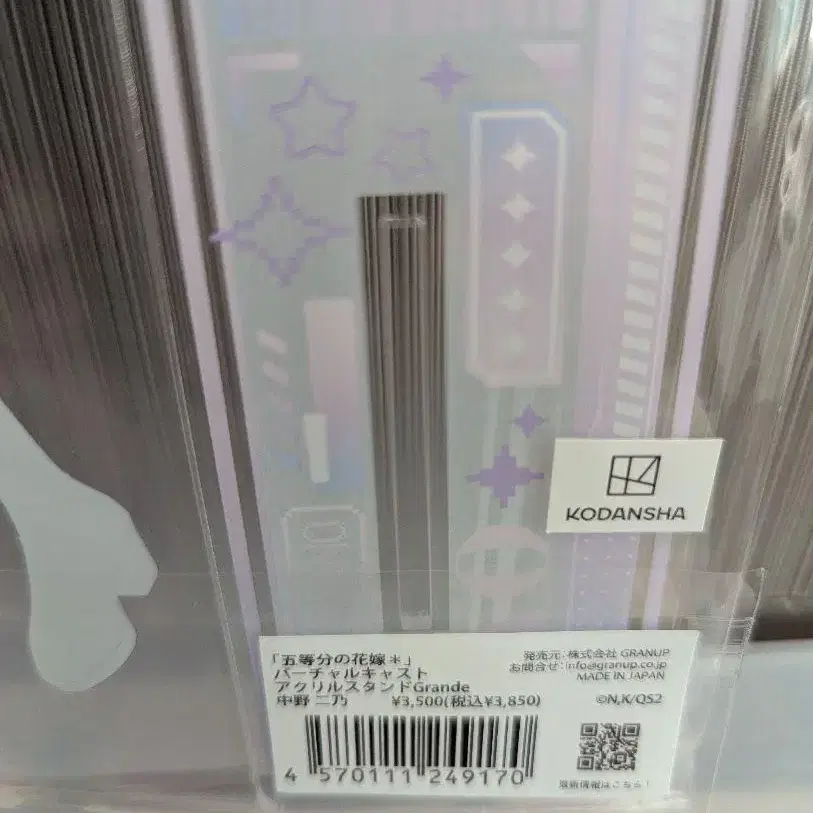 KODANSHA
「五等分の花嫁＊」
バーチャルキャスト
アクリルスタンドGrande
中野 二乃 ¥3,500(税込¥3,850)
発売元: 株式会社 GRANUP
お問合せ: info@granup.co.jp
MADE IN JAPAN
©N,K/QS2
4 570111 249170
最新情報はこちら！